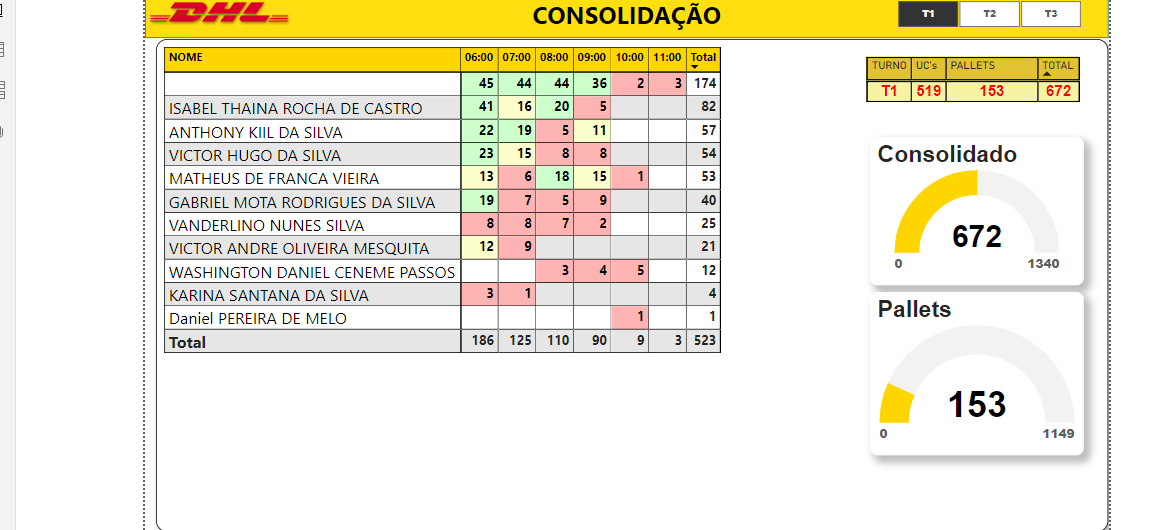 DHL
CONSOLIDAÇÃO
T1 T2 T3
NOME 06:00 07:00 08:00 09:00 10:00 11:00 Total
45 44 44 36 2 3 174
ISABEL THAINA ROCHA DE CASTRO 41 16 20 5 82
ANTHONY KIIL DA SILVA 22 19 5 11 57
VICTOR HUGO DA SILVA 23 15 8 8 54
MATHEUS DE FRANCA VIEIRA 13 6 18 15 1 53
GABRIEL MOTA RODRIGUES DA SILVA 19 7 5 9 40
VANDERLINO NUNES SILVA 8 8 7 2 25
VICTOR ANDRE OLIVEIRA MESQUITA 12 9 21
WASHINGTON DANIEL CENEME PASSOS 3 4 5 12
KARINA SANTANA DA SILVA 3 1 4
Daniel PEREIRA DE MELO 1 1
Total 186 125 110 90 9 3 523
TURNO UC's PALLETS TOTAL
T1 519 153 672
Consolidado
672
0 1340
Pallets
153
0 1149